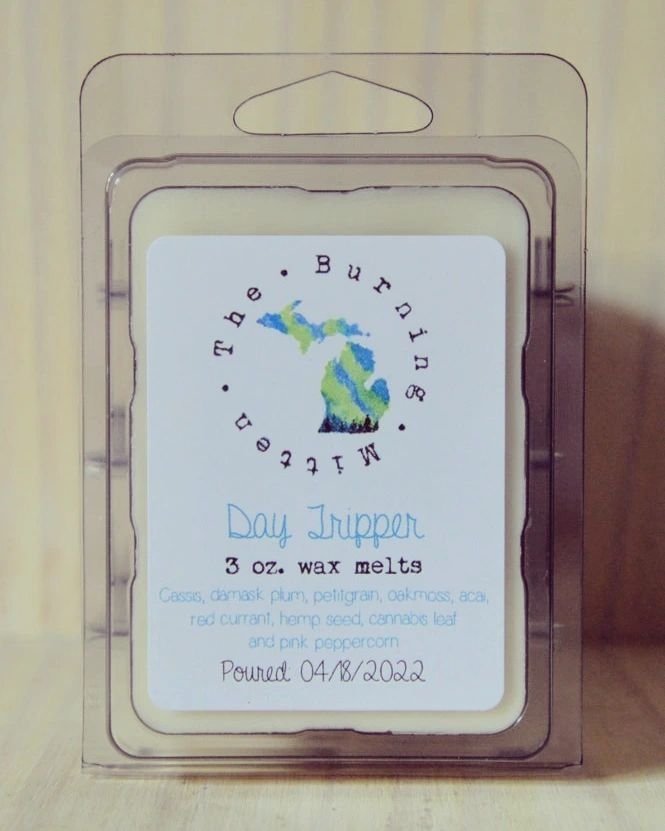 The • Burning • Mitten •
Day Tripper
3 oz. wax melts
Cassis, damask plum, petitgrain, oakmoss, acai,
red currant, hemp seed, cannabis leaf
and pink peppercorn
Poured 04/18/2022